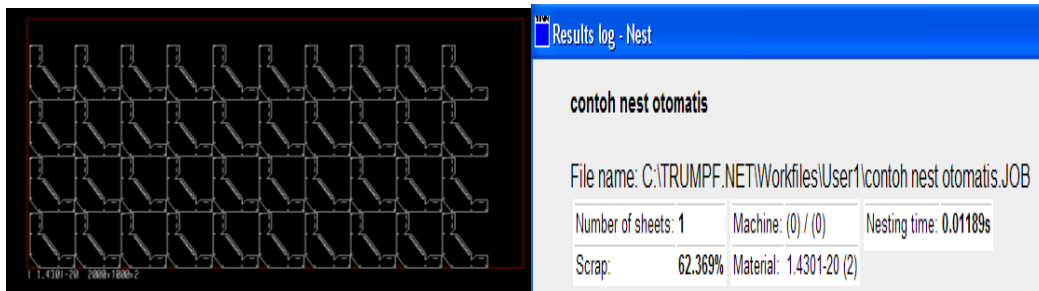 1.4301-20 2000x1000x2
Results log - Nest
contoh nest otomatis
File name: C:\TRUMPF.NET\Workfiles\User1\contoh nest otomatis.JOB
Number of sheets: 1 Machine: (0) / (0) Nesting time: 0.01189s
Scrap: 62.369% Material: 1.4301-20 (2)